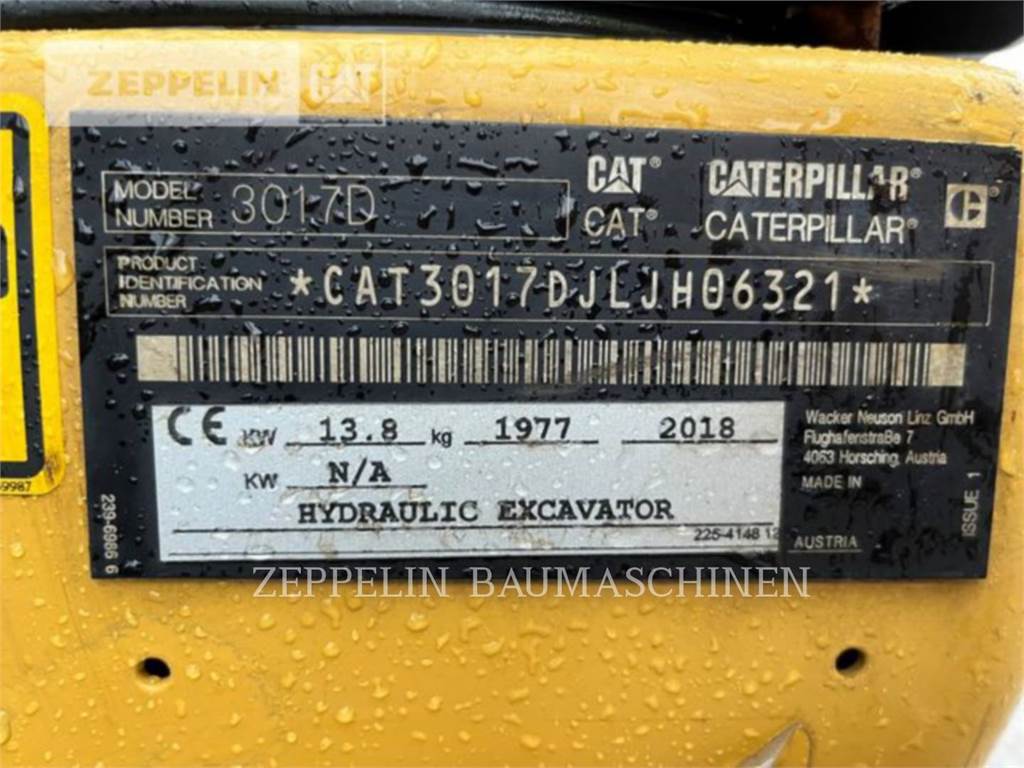 ZEPPELIN CAT
MODEL
NUMBER 3017D
CAT® CATERPILLAR®
CAT® CATERPILLAR®
PRODUCT
IDENTIFICATION
NUMBER *CAT3017DJLJH06321*
CE KW 13.8 kg 1977 2018
KW N/A
HYDRAULIC EXCAVATOR
225-4148 12
Wacker Neuson Linz GmbH
Flughafenstraße 7
4063 Horsching, Austria
MADE IN
AUSTRIA
ISSUE 1
239-5966 6
9987
ZEPPELIN BAUMASCHINEN